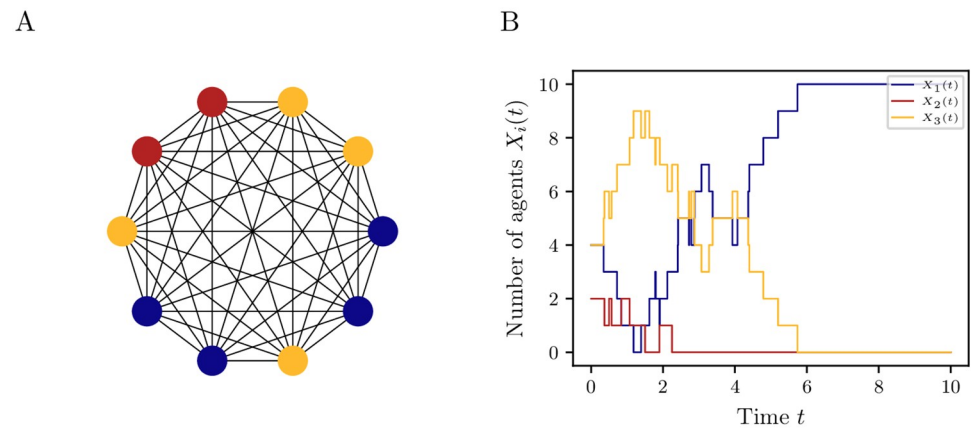 A
B
Number of agents X_i(t)
10
8
6
4
2
0
X_1(t)
X_2(t)
X_3(t)
0 2 4 6 8 10
Time t